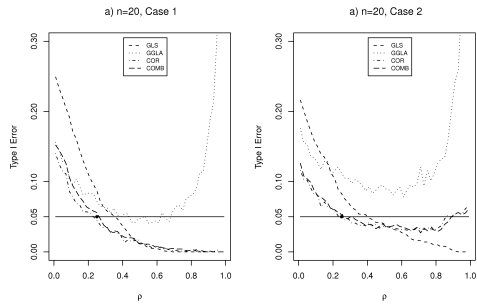 a) n=20, Case 1
Type I Error
0.30
0.20
0.10
0.05
0.00
GLS
GGLA
COR
COMB
0.0 0.2 0.4 0.6 0.8 1.0
ρ
a) n=20, Case 2
Type I Error
0.30
0.20
0.10
0.05
0.00
GLS
GGLA
COR
COMB
0.0 0.2 0.4 0.6 0.8 1.0
ρ